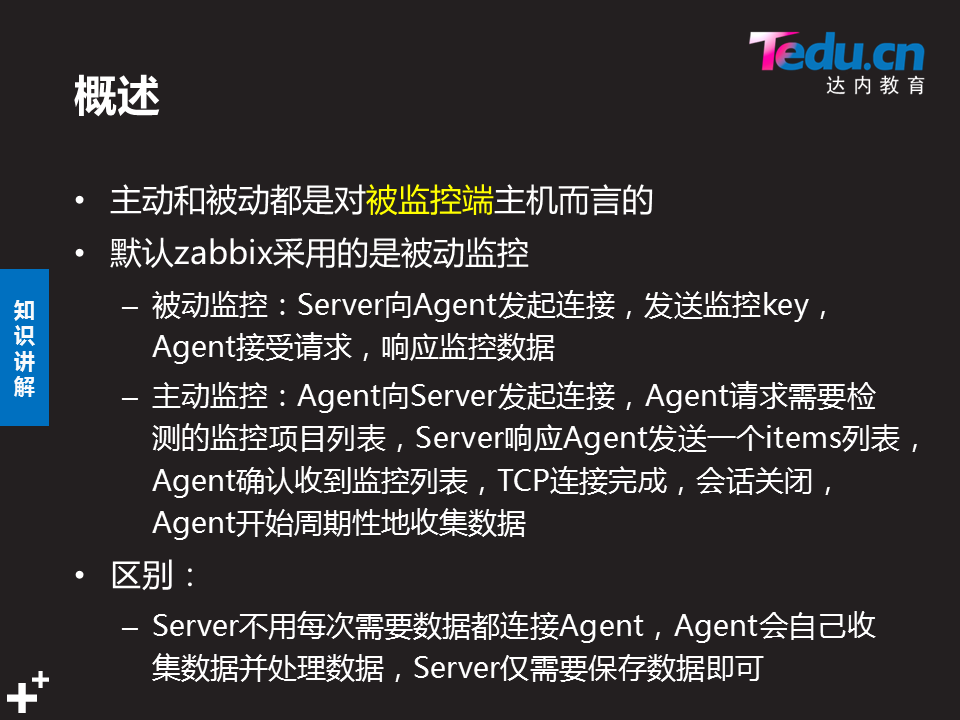 Tedu.cn
达内教育
概述
• 主动和被动都是对被监控端主机而言的
• 默认zabbix采用的是被动监控
– 被动监控：Server向Agent发起连接，发送监控key，
Agent接受请求，响应监控数据
– 主动监控：Agent向Server发起连接，Agent请求需要检
测的监控项目列表，Server响应Agent发送一个items列表，
Agent确认收到监控列表，TCP连接完成，会话关闭，
Agent开始周期性地收集数据
• 区别：
– Server不用每次需要数据都连接Agent，Agent会自己收
集数据并处理数据，Server仅需要保存数据即可
知识讲解